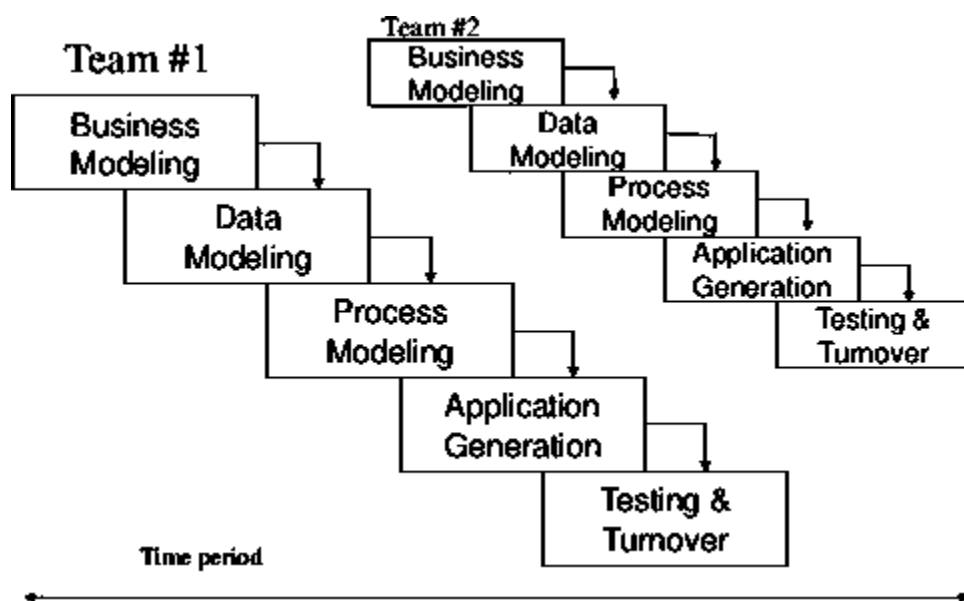 Team #1
Business
Modeling
Data
Modeling
Process
Modeling
Application
Generation
Testing &
Turnover
Team #2
Business
Modeling
Data
Modeling
Process
Modeling
Application
Generation
Testing &
Turnover
Time period